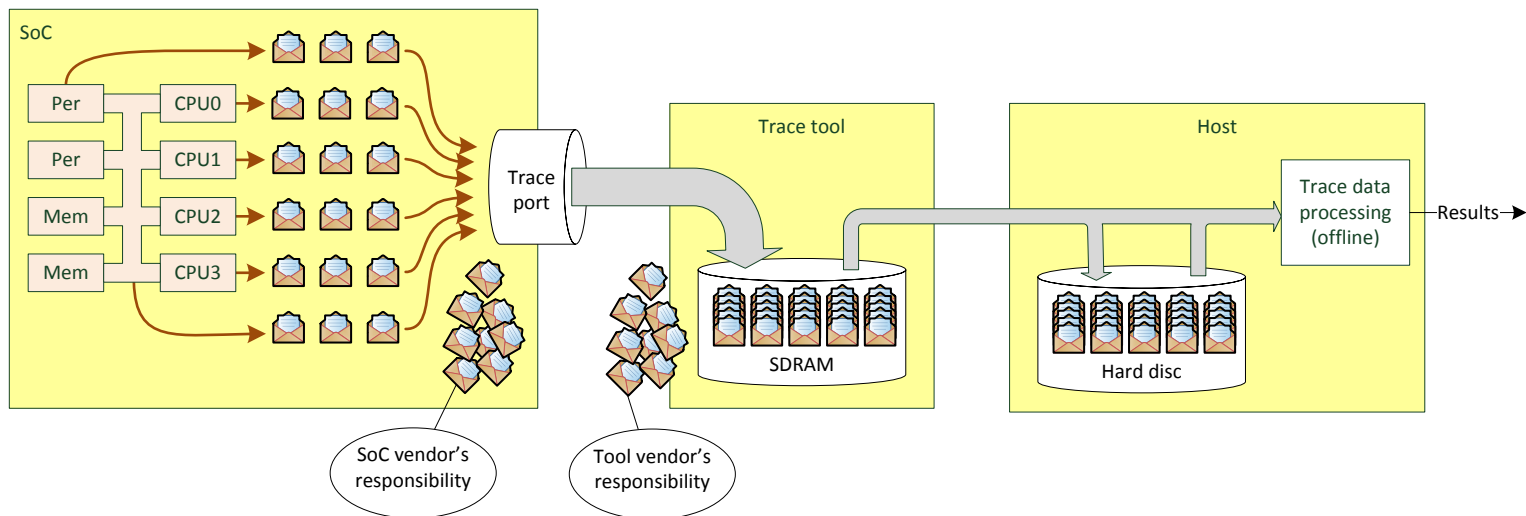 SoC
Per
CPU0
Per
CPU1
Mem
CPU2
Mem
CPU3
Trace
port
SoC vendor’s
responsibility
Tool vendor’s
responsibility
Trace tool
SDRAM
Host
Trace data
processing
(offline)
Results
Hard disc